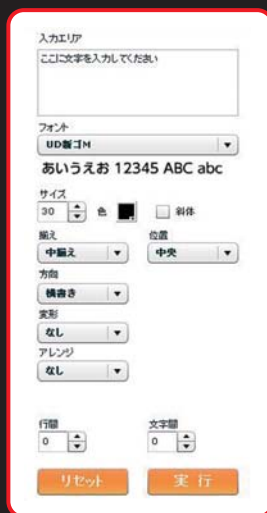 入力エリア
ここに文字を入力してください
フォント
UD新ゴM
あいうえお 12345 ABC abc
サイズ
30 色 斜体
揃え 位置
中揃え 中央
方向
横書き
変形
なし
アレンジ
なし
行間 文字間
0 0
リセット 実 行